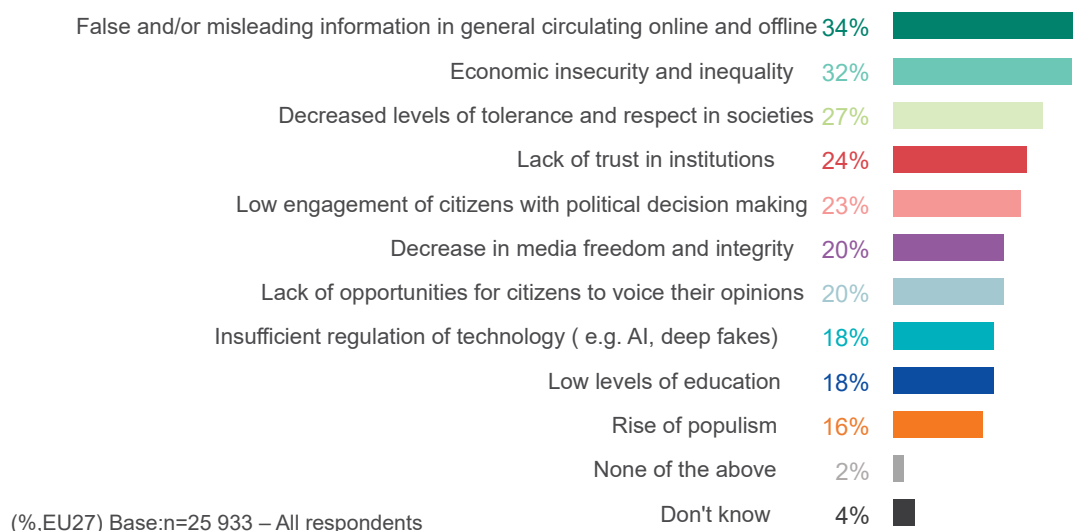 False and/or misleading information in general circulating online and offline 34%
Economic insecurity and inequality 32%
Decreased levels of tolerance and respect in societies 27%
Lack of trust in institutions 24%
Low engagement of citizens with political decision making 23%
Decrease in media freedom and integrity 20%
Lack of opportunities for citizens to voice their opinions 20%
Insufficient regulation of technology ( e.g. AI, deep fakes) 18%
Low levels of education 18%
Rise of populism 16%
None of the above 2%
Don't know 4%
(%,EU27) Base:n=25 933 – All respondents